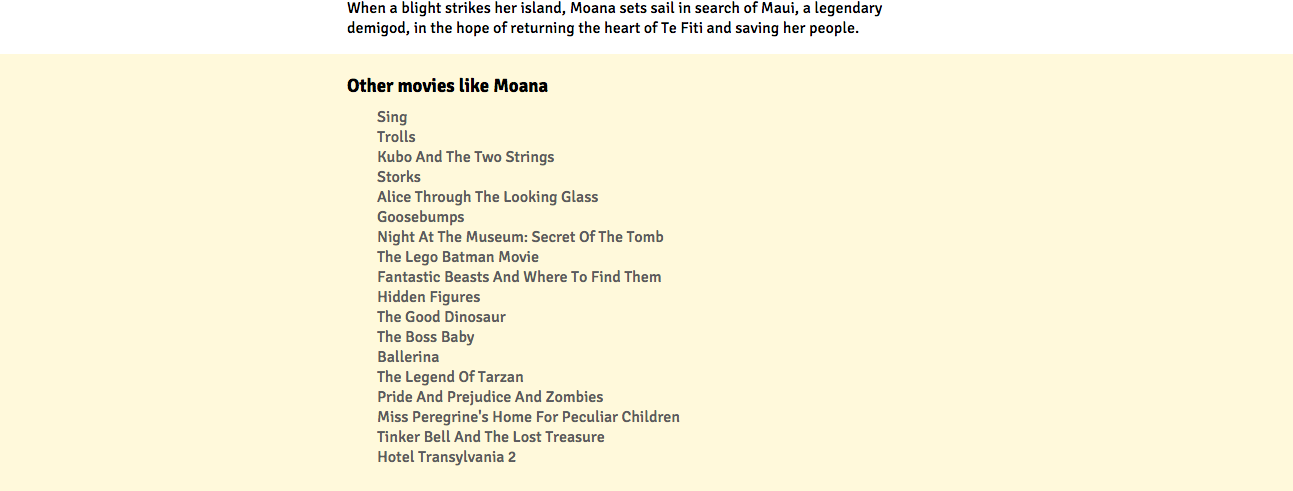 When a blight strikes her island, Moana sets sail in search of Maui, a legendary
demigod, in the hope of returning the heart of Te Fiti and saving her people.
Other movies like Moana
Sing
Trolls
Kubo And The Two Strings
Storks
Alice Through The Looking Glass
Goosebumps
Night At The Museum: Secret Of The Tomb
The Lego Batman Movie
Fantastic Beasts And Where To Find Them
Hidden Figures
The Good Dinosaur
The Boss Baby
Ballerina
The Legend Of Tarzan
Pride And Prejudice And Zombies
Miss Peregrine's Home For Peculiar Children
Tinker Bell And The Lost Treasure
Hotel Transylvania 2